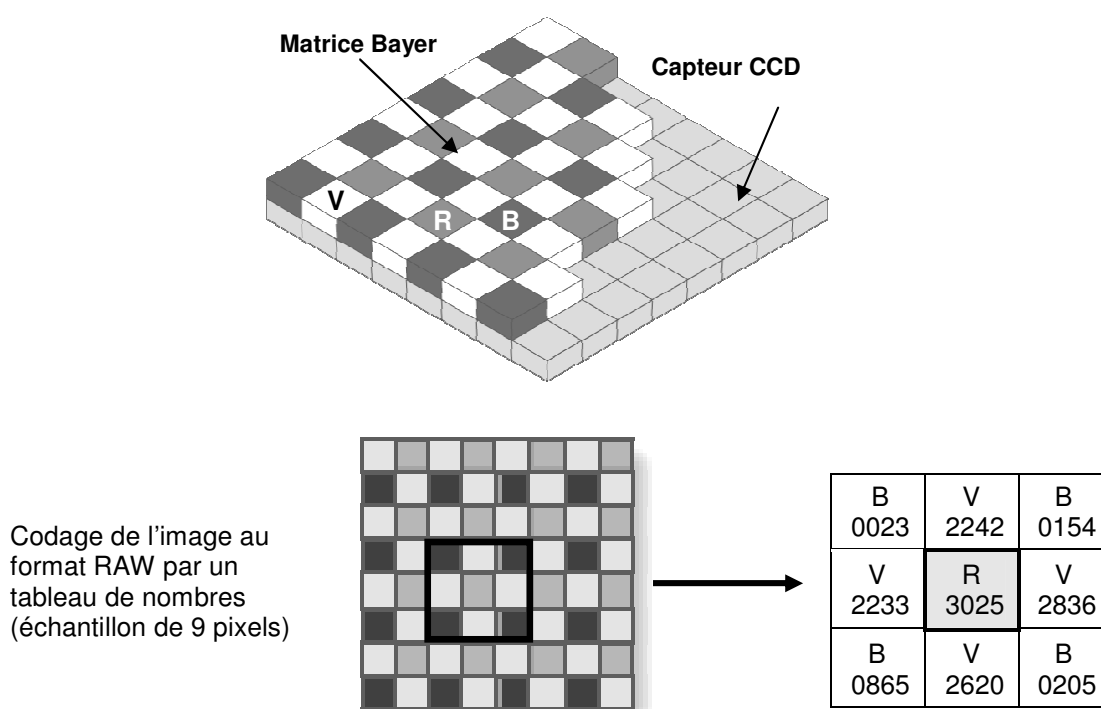 Matrice Bayer
Capteur CCD
V
R B
Codage de l'image au
format RAW par un
tableau de nombres
(échantillon de 9 pixels)
B V B
0023 2242 0154
V R V
2233 3025 2836
B V B
0865 2620 0205